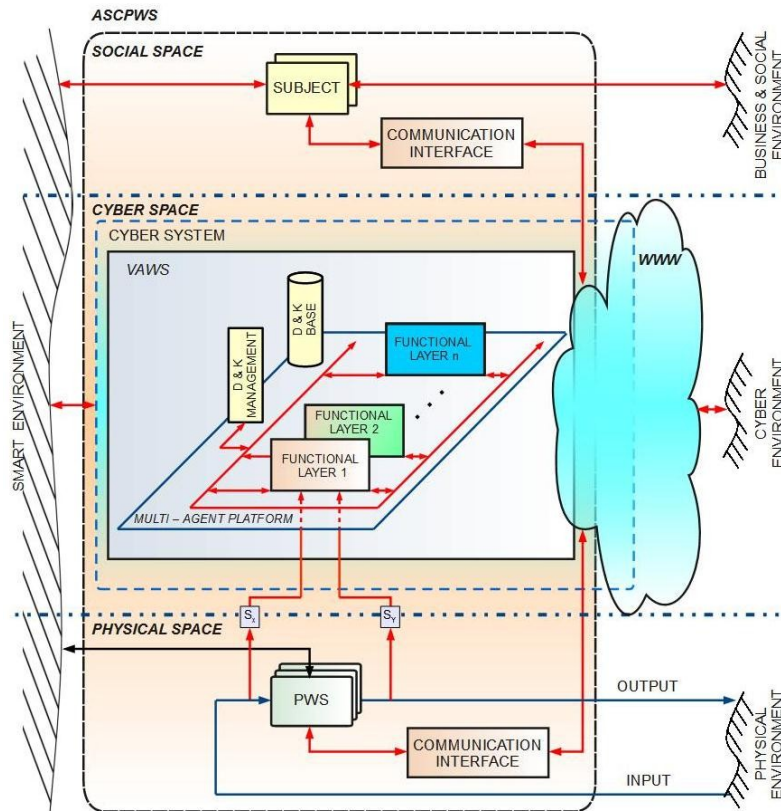 ASCPWS
SOCIAL SPACE
SUBJECT
COMMUNICATION
INTERFACE
BUSINESS & SOCIAL
ENVIRONMENT
CYBER SPACE
CYBER SYSTEM
VAWS
WWW
D & K
BASE
D & K
MANAGEMENT
FUNCTIONAL
LAYER n
. . .
FUNCTIONAL
LAYER 2
FUNCTIONAL
LAYER 1
MULTI – AGENT PLATFORM
SMART ENVIRONMENT
CYBER
ENVIRONMENT
Sx
SY
PHYSICAL SPACE
PWS
OUTPUT
COMMUNICATION
INTERFACE
INPUT
PHYSICAL
ENVIRONMENT